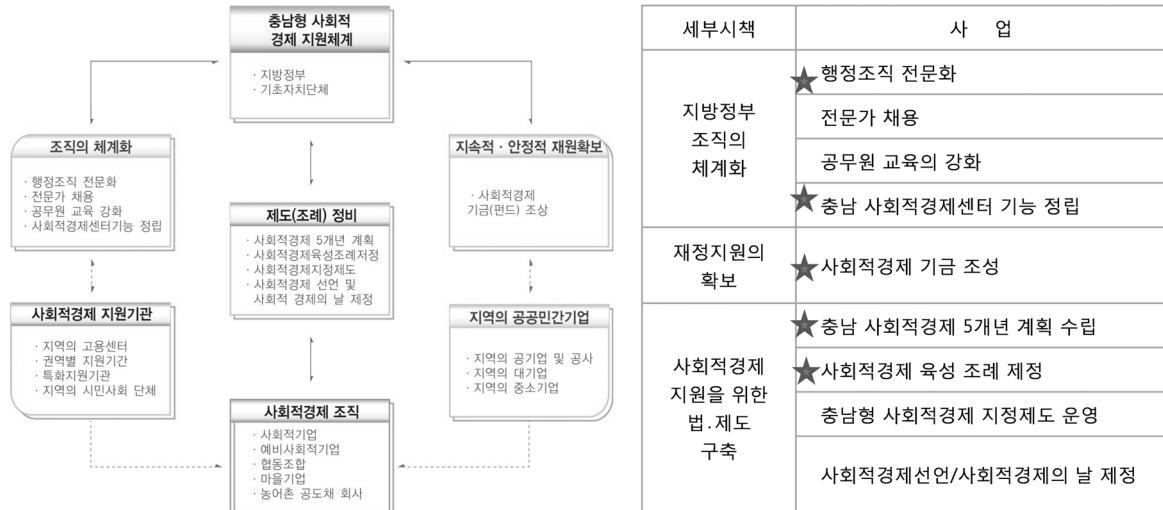 충남형 사회적
경제 지원체계
· 지방정부
· 기초자치단체
조직의 체계화
· 행정조직 전문화
· 전문가 채용
· 공무원 교육 강화
· 사회적경제센터기능 정립
제도(조례) 정비
· 사회적경제 5개년 계획
· 사회적경제육성조례저정
· 사회적경제지정제도
· 사회적경제 선언 및
사회적 경제의 날 제정
지속적 · 안정적 재원확보
· 사회적경제
기금(펀드) 조상
사회적경제 지원기관
· 지역의 고용센터
· 권역별 지원기간
· 특화지원기관
· 지역의 시민사회 단체
지역의 공공민간기업
· 지역의 공기업 및 공사
· 지역의 대기업
· 지역의 중소기업
사회적경제 조직
· 사회적기업
· 예비사회적기업
· 협동조합
· 마을기업
· 농어촌 공도채 회사
세부시책
사 업
지방정부
조직의
체계화
행정조직 전문화
전문가 채용
공무원 교육의 강화
충남 사회적경제센터 기능 정립
재정지원의
확보
사회적경제 기금 조성
사회적경제
지원을 위한
법.제도
구축
충남 사회적경제 5개년 계획 수립
사회적경제 육성 조례 제정
충남형 사회적경제 지정제도 운영
사회적경제선언/사회적경제의 날 제정